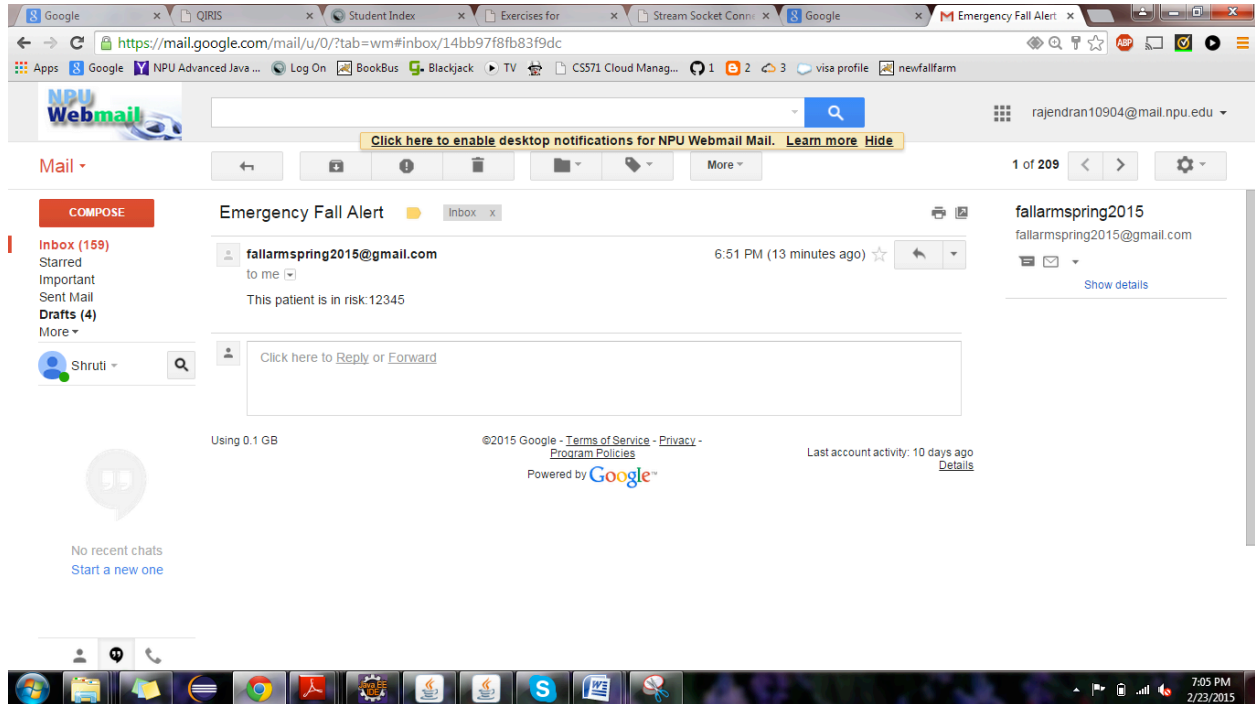 Google
QIRIS
Student Index
Exercises for
Stream Socket Conn
Google
Emergency Fall Alert
https://mail.google.com/mail/u/0/?tab=wm#inbox/14bb97f8fb83f9dc
ABP
Apps Google NPU Advanced Java ... Log On BookBus Blackjack TV CS571 Cloud Manag... 1 2 3 visa profile newfallfarm
NPU
Webmail
rajendran10904@mail.npu.edu
Click here to enable desktop notifications for NPU Webmail Mail. Learn more Hide
Mail
More
1 of 209
COMPOSE
Inbox (159)
Starred
Important
Sent Mail
Drafts (4)
More
Shruti
No recent chats
Start a new one
Emergency Fall Alert
Inbox x
fallarmspring2015@gmail.com
6:51 PM (13 minutes ago)
to me
This patient is in risk:12345
Click here to Reply or Forward
Using 0.1 GB
©2015 Google - Terms of Service - Privacy -
Program Policies
Powered by Google™
Last account activity: 10 days ago
Details
fallarmspring2015
fallarmspring2015@gmail.com
Show details
Java EE
IDE
7:05 PM
2/23/2015